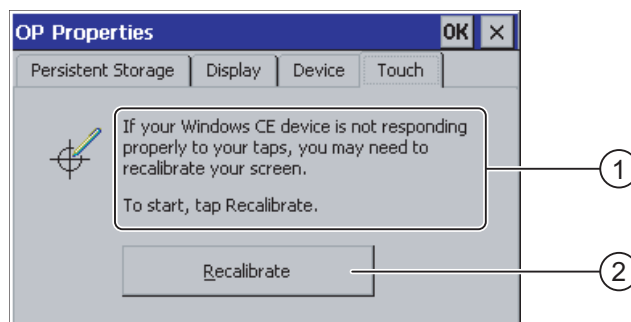 OP Properties OK ×
Persistent Storage Display Device Touch
If your Windows CE device is not responding
properly to your taps, you may need to
recalibrate your screen.
To start, tap Recalibrate.
1
Recalibrate
2